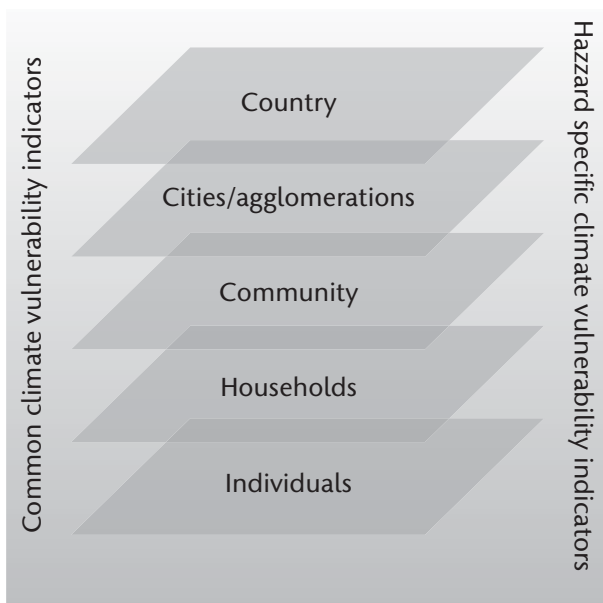 Common climate vulnerability indicators
Country
Cities/agglomerations
Community
Households
Individuals
Hazzard specific climate vulnerability indicators